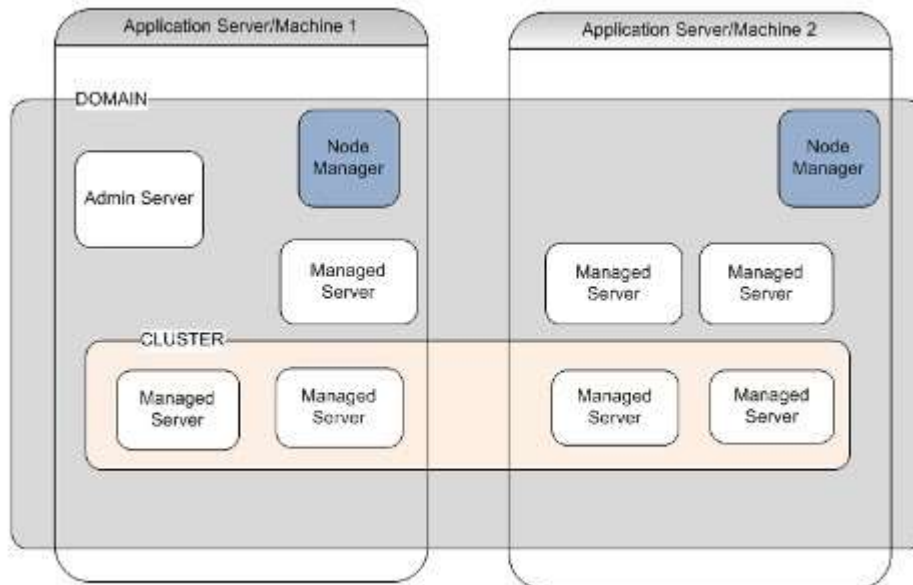 Application Server/Machine 1
Application Server/Machine 2
DOMAIN
Node
Manager
Node
Manager
Admin Server
Managed
Server
Managed
Server
Managed
Server
CLUSTER
Managed
Server
Managed
Server
Managed
Server
Managed
Server